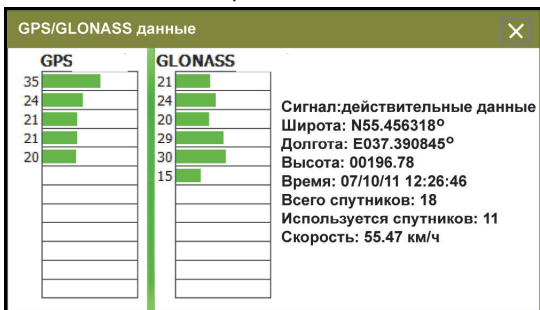 GPS/GLONASS данные
GPS
35
24
21
21
20
GLONASS
21
24
20
29
30
15
Сигнал:действительные данные
Широта: N55.456318°
Долгота: E037.390845°
Высота: 00196.78
Время: 07/10/11 12:26:46
Всего спутников: 18
Используется спутников: 11
Скорость: 55.47 км/ч